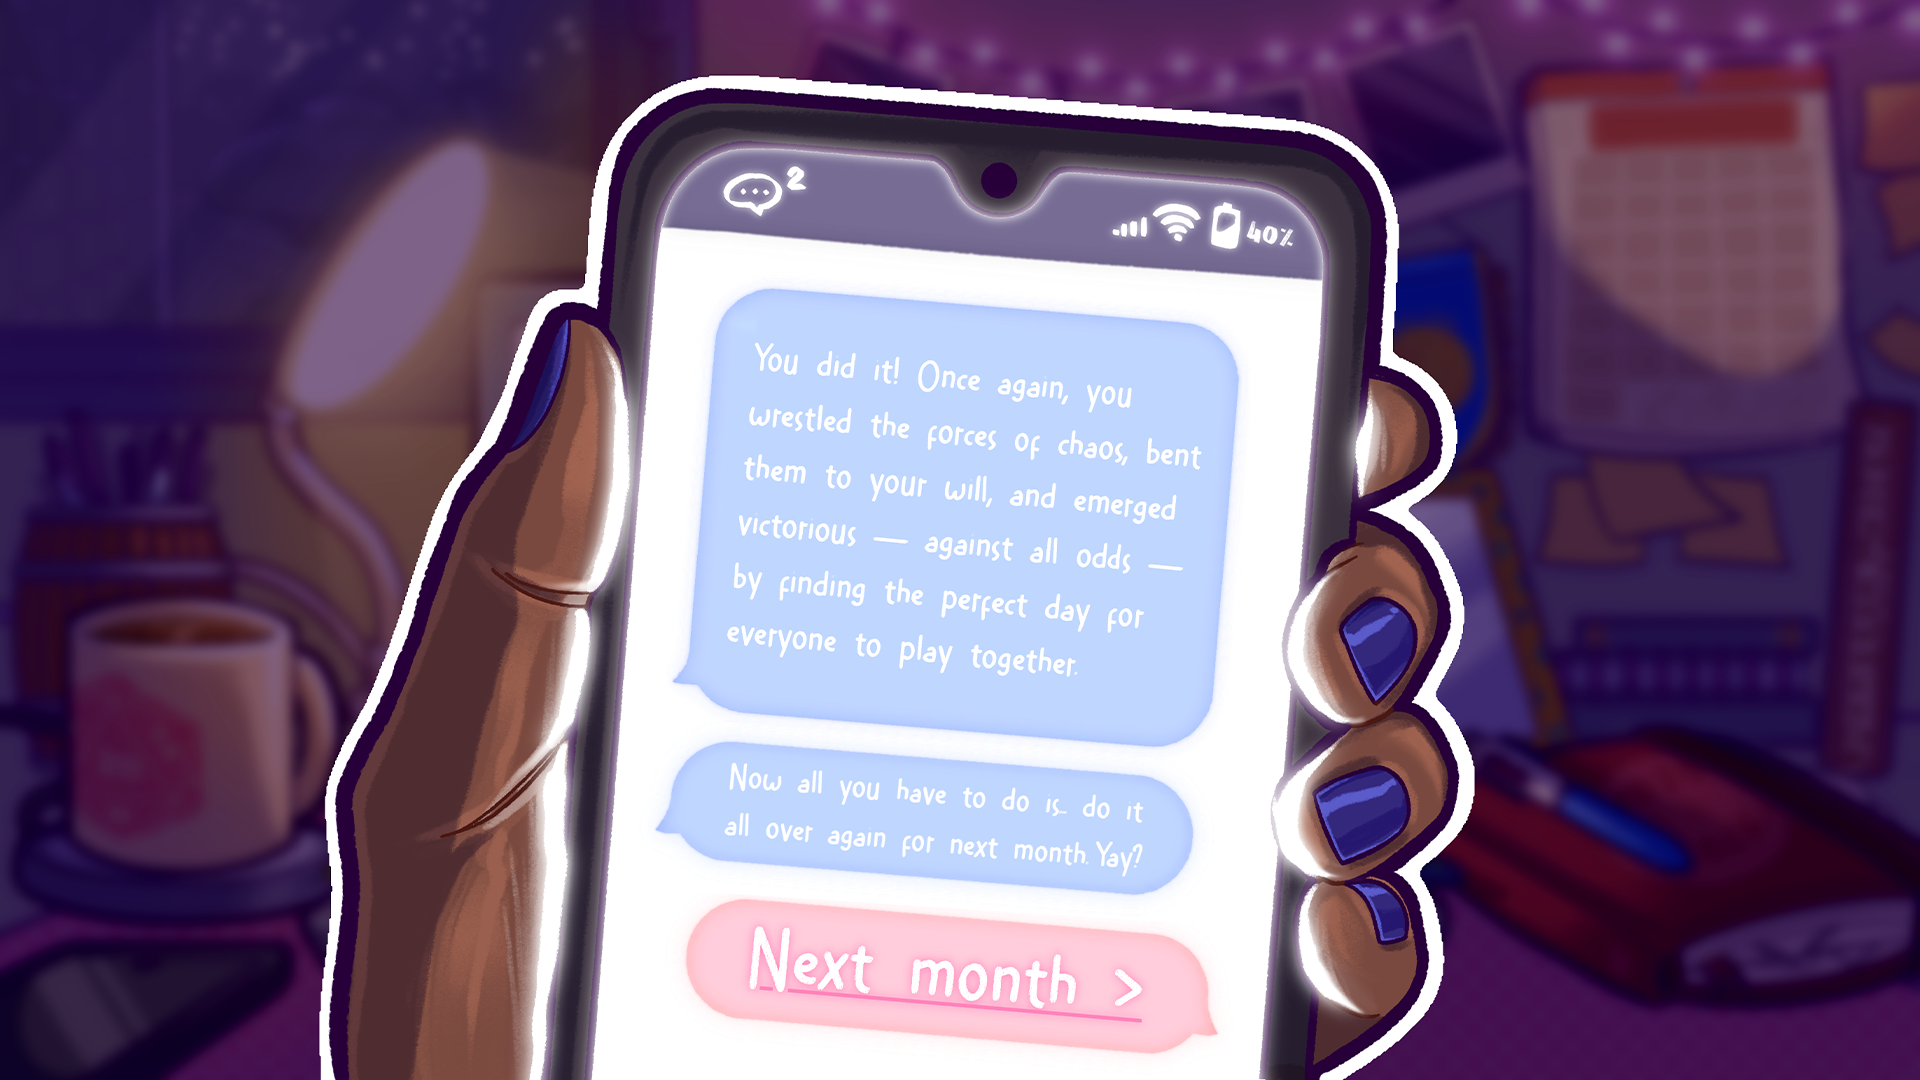 2
40%
You did it! Once again, you
wrestled the forces of chaos, bent
them to your will, and emerged
victorious — against all odds —
by finding the perfect day for
everyone to play together.
Now all you have to do is... do it
all over again for next month. Yay?
Next month >